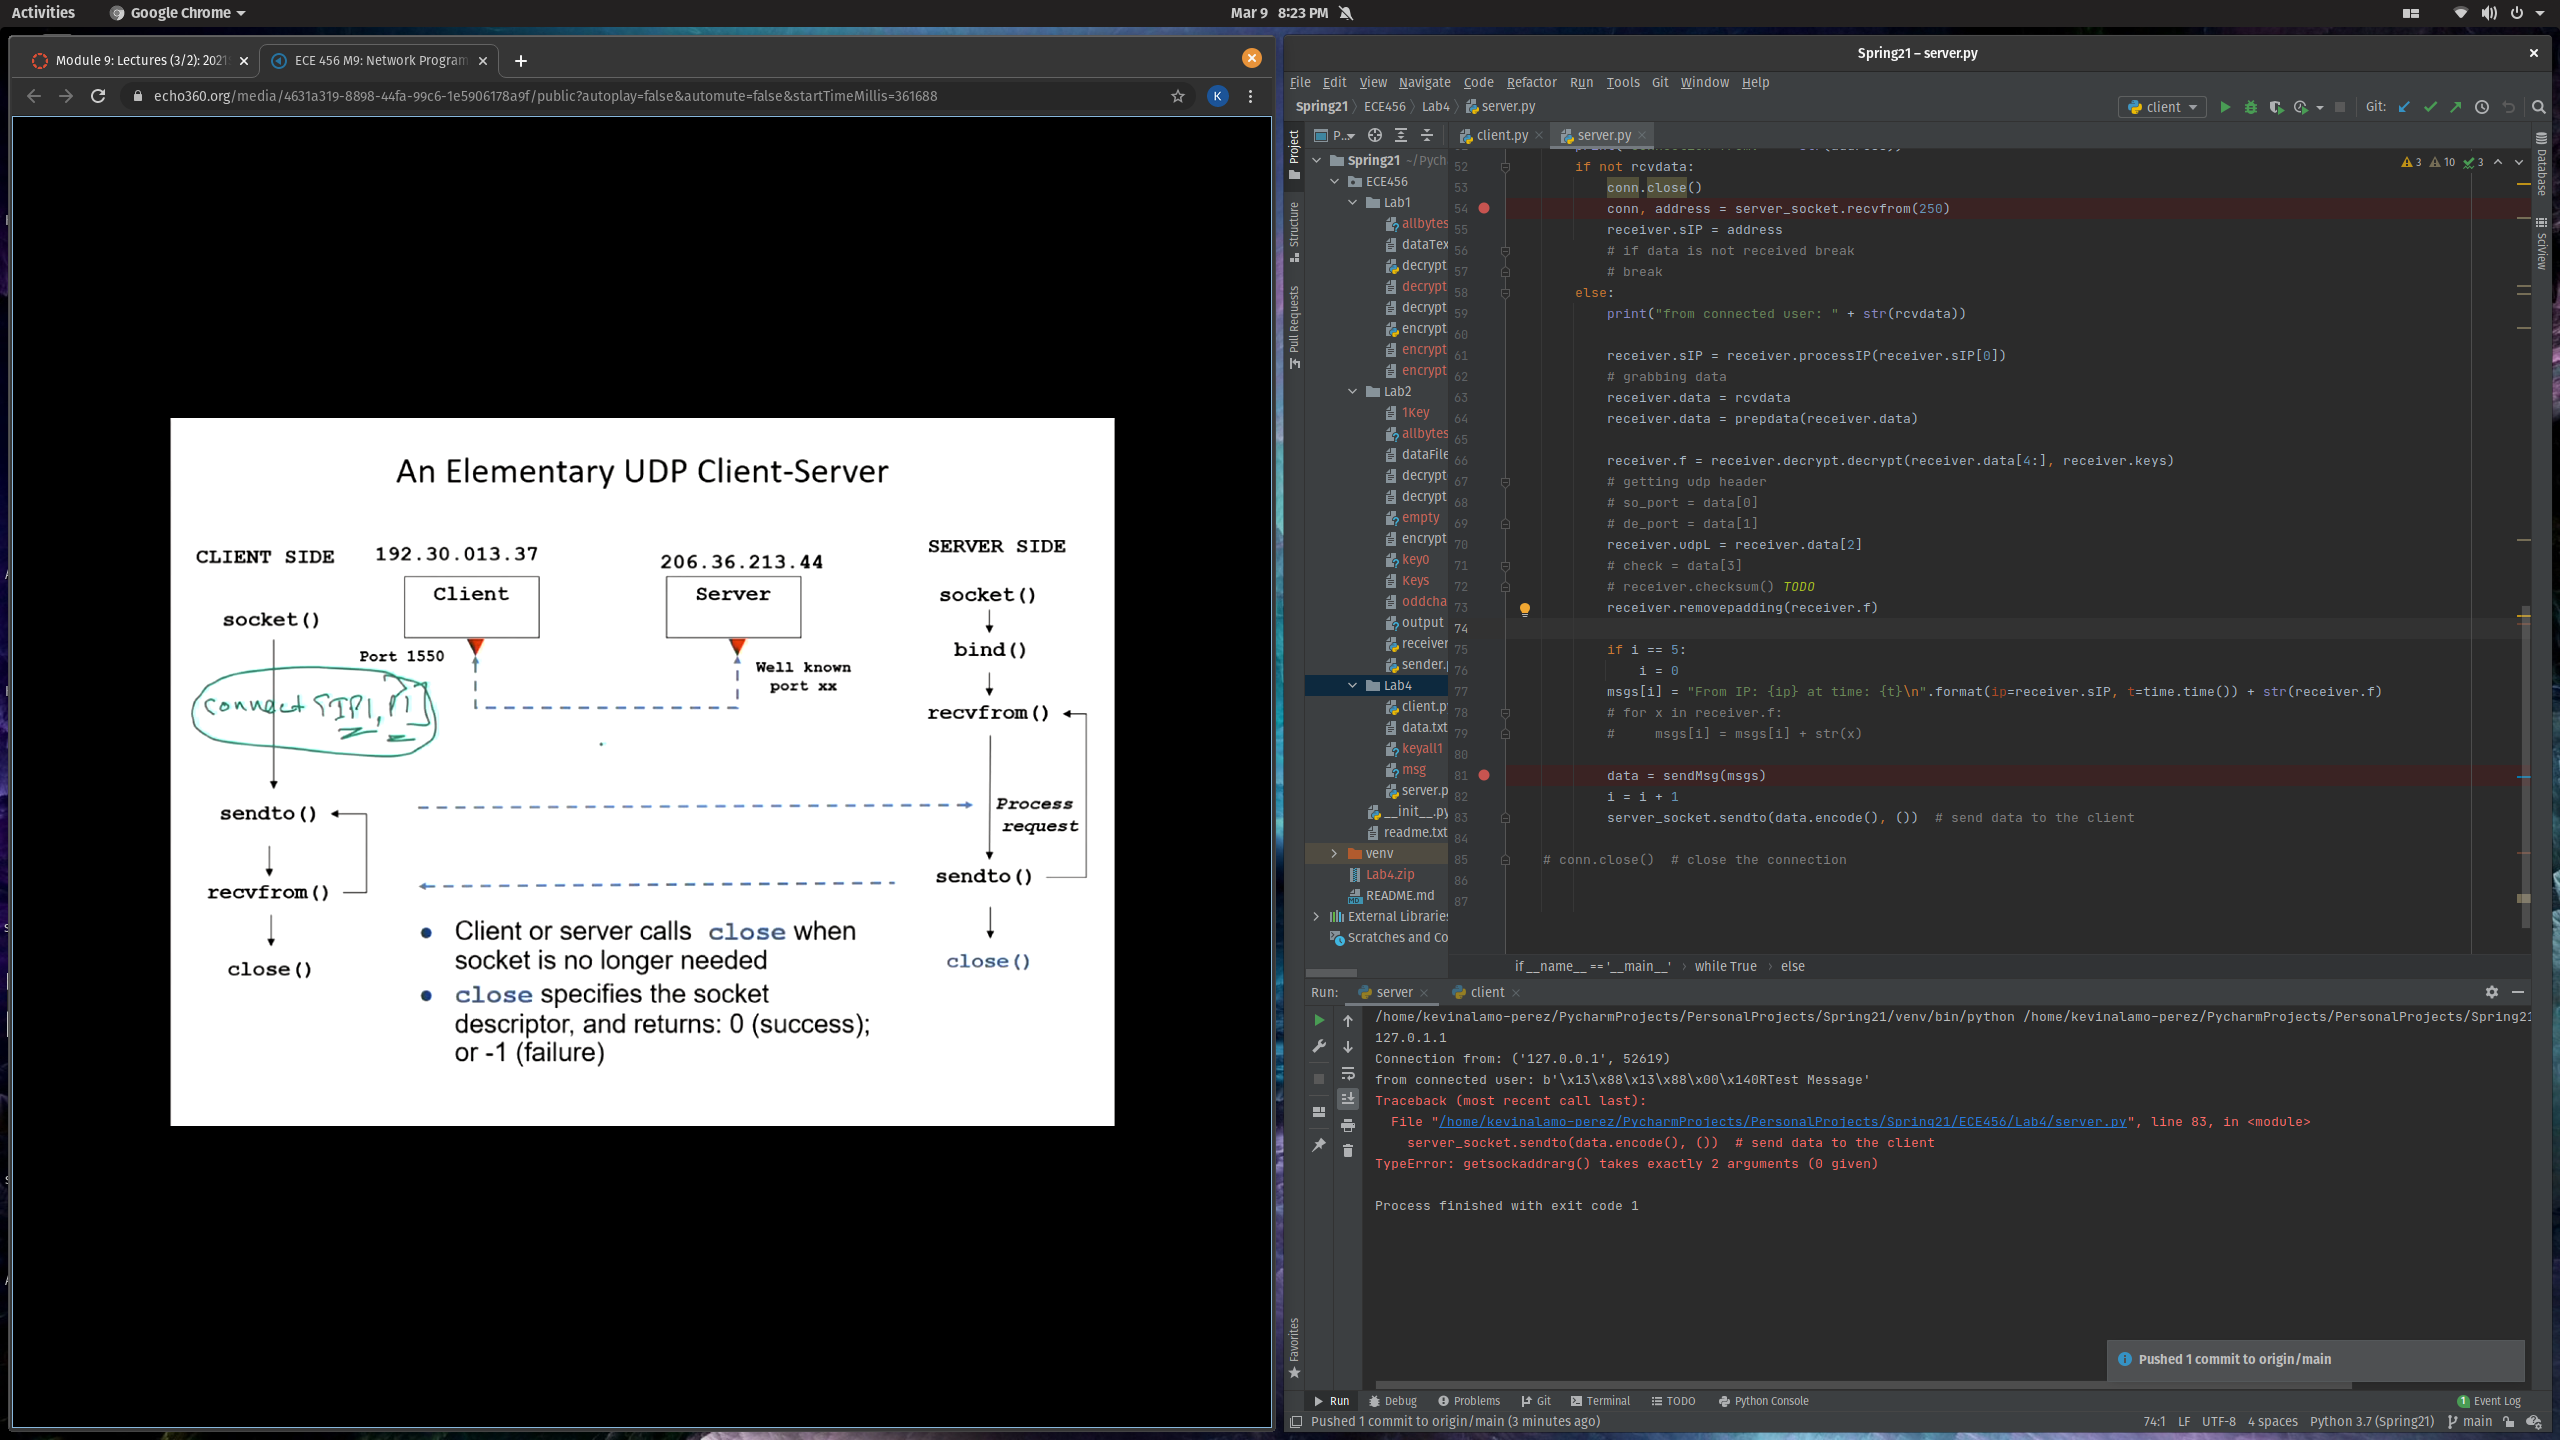 Activities
Google Chrome
Mar 9 8:23 PM
Module 9: Lectures (3/2): 2021
ECE 456 M9: Network Program
echo360.org/media/4631a319-8898-44fa-99c6-1e5906178a9f/public?autoplay=false&automute=false&startTimeMillis=361688
K
An Elementary UDP Client-Server
CLIENT SIDE
192.30.013.37
206.36.213.44
SERVER SIDE
Client
Server
socket()
socket()
Port 1550
Well known
port xx
bind()
connect {IP1, P1}
recvfrom()
sendto()
Process
request
recvfrom()
sendto()
close()
close()
● Client or server calls close when
socket is no longer needed
● close specifies the socket
descriptor, and returns: 0 (success);
or -1 (failure)
Spring21 – server.py
File Edit View Navigate Code Refactor Run Tools Git Window Help
Spring21 ECE456 Lab4 server.py
client
Git:
Project
Structure
Pull Requests
Favorites
P...
Spring21 ~/Pych
ECE456
Lab1
allbytes
dataTex
decrypt
decrypt
decrypt
encrypt
encrypt
encrypt
Lab2
1Key
allbytes
dataFile
decrypt
decrypt
empty
encrypt
key0
Keys
oddcha
output
receiver
sender.p
Lab4
client.py
data.txt
keyall1
msg
server.p
__init__.py
readme.txt
venv
Lab4.zip
README.md
External Libraries
Scratches and Co
client.py server.py
3 10 3
Database
SciView
52 if not rcvdata:
53 conn.close()
54 conn, address = server_socket.recvfrom(250)
55 receiver.sIP = address
56 # if data is not received break
57 # break
58 else:
59 print("from connected user: " + str(rcvdata))
60
61 receiver.sIP = receiver.processIP(receiver.sIP[0])
62 # grabbing data
63 receiver.data = rcvdata
64 receiver.data = prepdata(receiver.data)
65
66 receiver.f = receiver.decrypt.decrypt(receiver.data[4:], receiver.keys)
67 # getting udp header
68 # so_port = data[0]
69 # de_port = data[1]
70 receiver.udpL = receiver.data[2]
71 # check = data[3]
72 # receiver.checksum() TODO
73 receiver.removepadding(receiver.f)
74
75 if i == 5:
76 i = 0
77 msgs[i] = "From IP: {ip} at time: {t}\n".format(ip=receiver.sIP, t=time.time()) + str(receiver.f)
78 # for x in receiver.f:
79 # msgs[i] = msgs[i] + str(x)
80
81 data = sendMsg(msgs)
82 i = i + 1
83 server_socket.sendto(data.encode(), ()) # send data to the client
84
85 # conn.close() # close the connection
86
87
if __name__ == '__main__' › while True › else
Run: server client
/home/kevinalamo-perez/PycharmProjects/PersonalProjects/Spring21/venv/bin/python /home/kevinalamo-perez/PycharmProjects/PersonalProjects/Spring21
127.0.1.1
Connection from: ('127.0.0.1', 52619)
from connected user: b'\x13\x88\x13\x88\x00\x140RTest Message'
Traceback (most recent call last):
File "/home/kevinalamo-perez/PycharmProjects/PersonalProjects/Spring21/ECE456/Lab4/server.py", line 83, in <module>
server_socket.sendto(data.encode(), ()) # send data to the client
TypeError: getsockaddrarg() takes exactly 2 arguments (0 given)
Process finished with exit code 1
Pushed 1 commit to origin/main
Run Debug Problems Git Terminal TODO Python Console
1 Event Log
Pushed 1 commit to origin/main (3 minutes ago)
74:1 LF UTF-8 4 spaces Python 3.7 (Spring21) main